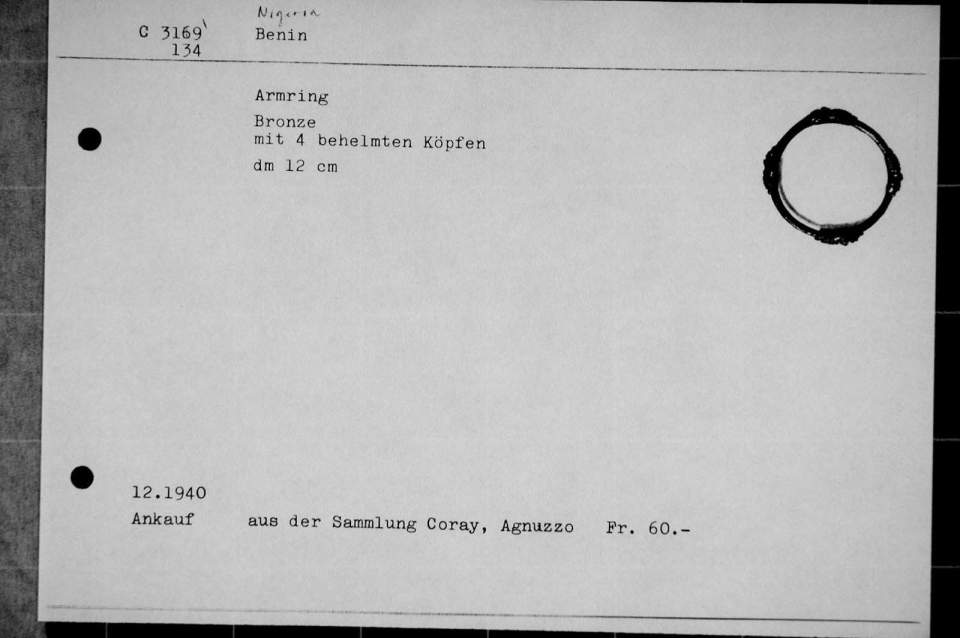 Nigeria
C 3169 Benin
134
Armring
Bronze
mit 4 behelmten Köpfen
dm 12 cm
12.1940
Ankauf aus der Sammlung Coray, Agnuzzo Fr. 60.-